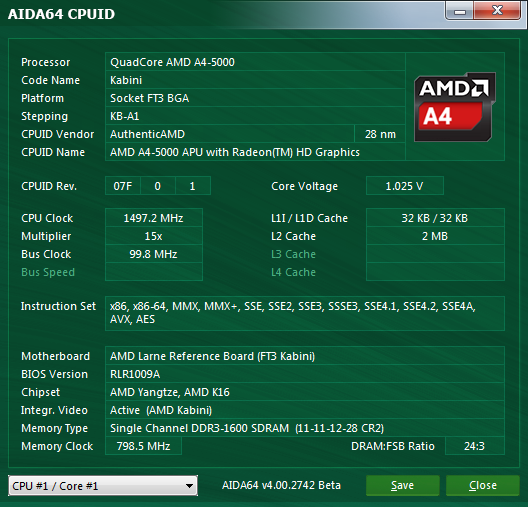 AIDA64 CPUID
Processor QuadCore AMD A4-5000
Code Name Kabini
Platform Socket FT3 BGA
Stepping KB-A1
CPUID Vendor AuthenticAMD 28 nm
CPUID Name AMD A4-5000 APU with Radeon(TM) HD Graphics
AMD
A4
CPUID Rev. 07F 0 1 Core Voltage 1.025 V
CPU Clock 1497.2 MHz L1I / L1D Cache 32 KB / 32 KB
Multiplier 15x L2 Cache 2 MB
Bus Clock 99.8 MHz L3 Cache
Bus Speed L4 Cache
Instruction Set x86, x86-64, MMX, MMX+, SSE, SSE2, SSE3, SSSE3, SSE4.1, SSE4.2, SSE4A,
AVX, AES
Motherboard AMD Larne Reference Board (FT3 Kabini)
BIOS Version RLR1009A
Chipset AMD Yangtze, AMD K16
Integr. Video Active (AMD Kabini)
Memory Type Single Channel DDR3-1600 SDRAM (11-11-12-28 CR2)
Memory Clock 798.5 MHz DRAM:FSB Ratio 24:3
CPU #1 / Core #1 AIDA64 v4.00.2742 Beta Save Close